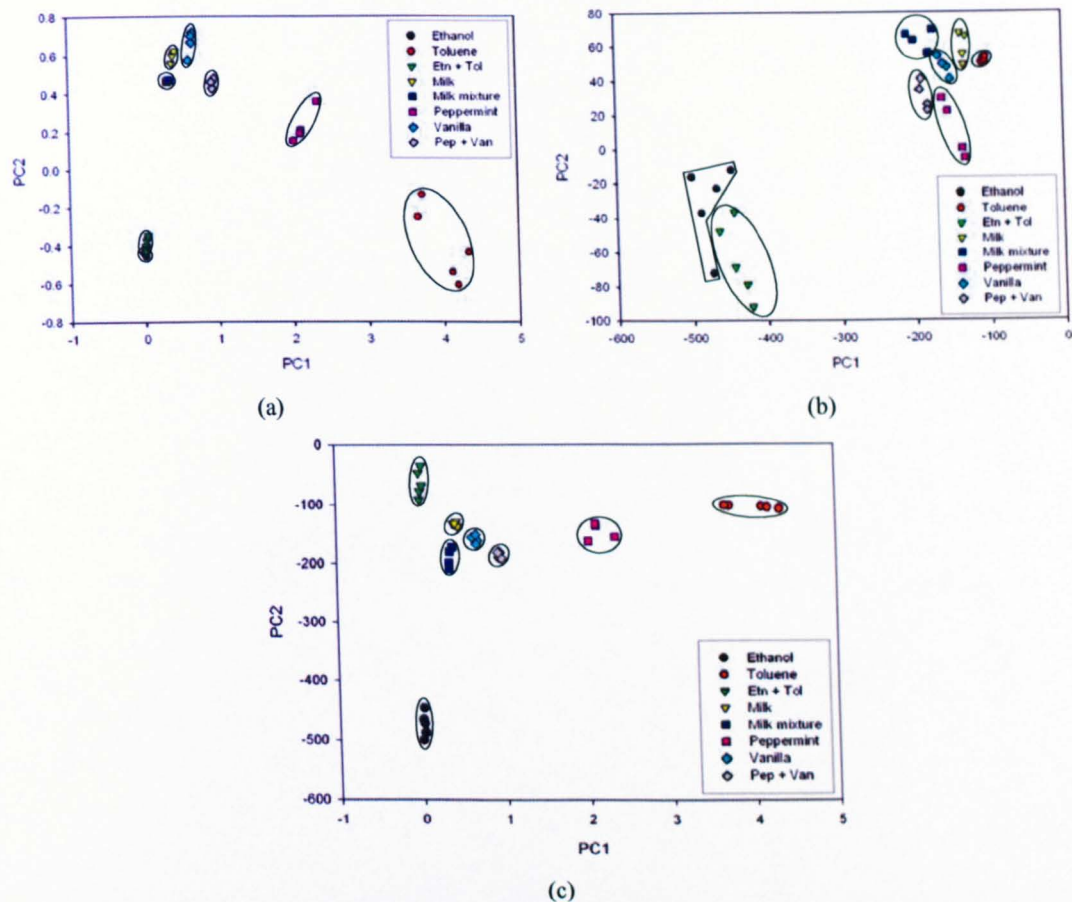 0.8
0.6
0.4
0.2
0.0
-0.2
-0.4
-0.6
-0.8
PC2
0
1
2
3
4
5
PC1
Ethanol
Toluene
Etn + Tol
Milk
Milk mixture
Peppermint
Vanilla
Pep + Van
(a)
80
60
40
20
0
-20
-40
-60
-80
-100
PC2
-600
-500
-400
-300
-200
-100
0
PC1
Ethanol
Toluene
Etn + Tol
Milk
Milk mixture
Peppermint
Vanilla
Pep + Van
(b)
0
-100
-200
-300
-400
-500
-600
PC2
-1
0
1
2
3
4
5
PC1
Ethanol
Toluene
Etn + Tol
Milk
Milk mixture
Peppermint
Vanilla
Pep + Van
(c)